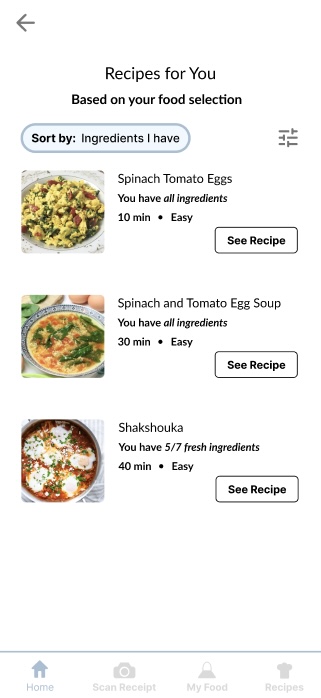 Recipes for You
Based on your food selection
Sort by: Ingredients I have
Spinach Tomato Eggs
You have all ingredients
10 min • Easy
See Recipe
Spinach and Tomato Egg Soup
You have all ingredients
30 min • Easy
See Recipe
Shakshouka
You have 5/7 fresh ingredients
40 min • Easy
See Recipe
Home Scan Receipt My Food Recipes